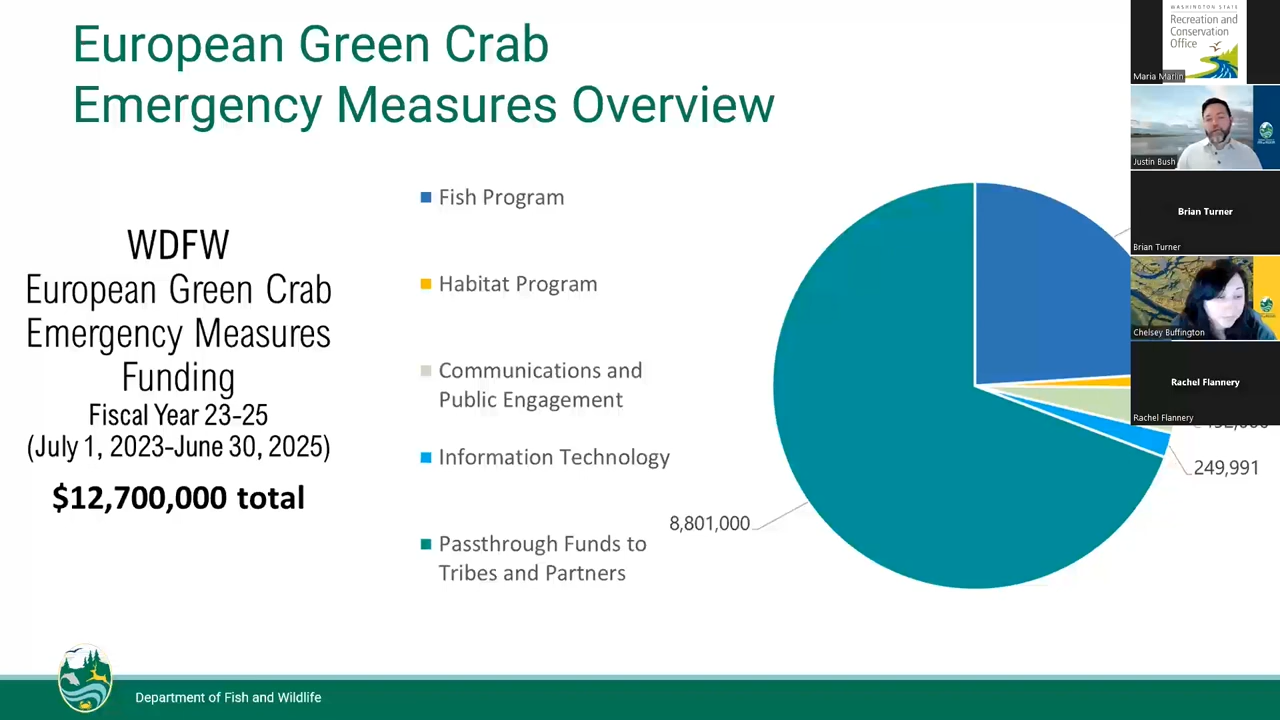 European Green Crab
Emergency Measures Overview
WDFW
European Green Crab
Emergency Measures
Funding
Fiscal Year 23-25
(July 1, 2023-June 30, 2025)
$12,700,000 total
Fish Program
Habitat Program
Communications and
Public Engagement
Information Technology
Passthrough Funds to
Tribes and Partners
8,801,000
249,991
WASHINGTON STATE
Recreation and
Conservation
Office
Maria Marlin
Justin Bush
Brian Turner
Brian Turner
Chelsey Buffington
Rachel Flannery
Rachel Flannery
Department of Fish and Wildlife